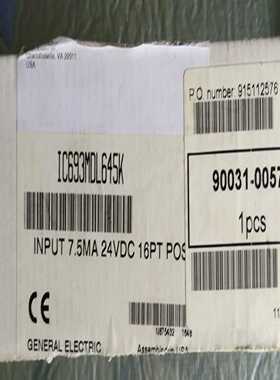 Charlottesville, VA 22911
USA
P.O. number: 915112576
IC693MDL645K
90031-0057
1pcs
INPUT 7.5MA 24VDC 16PT POS
CE
GENERAL ELECTRIC